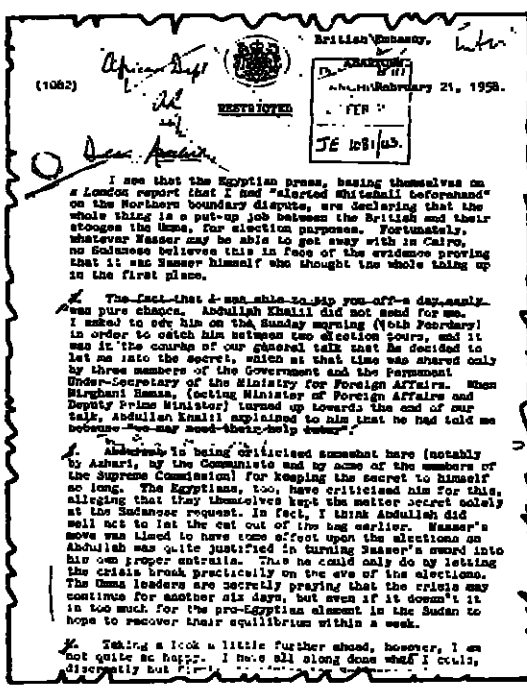 British Embassy,
African Dept
KHARTOUM.
(1082)
February 21, 1958.
RESTRICTED
FEB
JE 1081/43.
Dear
I see that the Egyptian press, basing themselves on
a London report that I had "alerted Whitehall beforehand"
on the Northern boundary dispute, are declaring that the
whole thing is a put-up job between the British and their
stooges the Umma, for election purposes. Fortunately,
whatever Nasser may be able to get away with in Cairo,
no Sudanese believes this in face of the evidence proving
that it was Nasser himself who thought the whole thing up
in the first place.
2. The fact that I was able to tip you off a day early
was pure chance. Abdullah Khalil did not send for me.
I asked to see him on the Sunday morning (16th February)
in order to catch him between two election tours, and it
was in the course of our general talk that he decided to
let me into the secret, which at that time was shared only
by three members of the Government and the Permanent
Under-Secretary of the Ministry for Foreign Affairs. When
Mirghani Hamza, (acting Minister of Foreign Affairs and
Deputy Prime Minister) turned up towards the end of our
talk, Abdullah Khalil explained to him that he had told me
because "we may need their help later".
3. Abdullah is being criticised somewhat here (notably
by Azhari, by the Communists and by some of the members of
the Supreme Commission) for keeping the secret to himself
so long. The Egyptians, too, have criticised him for this,
alleging that they themselves kept the matter secret solely
at the Sudanese request. In fact, I think Abdullah did
well not to let the cat out of the bag earlier. Nasser's
move was timed to have some effect upon the elections so
Abdullah was quite justified in turning Nasser's sword into
his own proper entrails. This he could only do by letting
the crisis break practically on the eve of the elections.
The Umma leaders are secretly praying that the crisis may
continue for another six days, but even if it doesn't it
is too much for the pro-Egyptian element in the Sudan to
hope to recover their equilibrium within a week.
4. Taking a look a little further ahead, however, I am
not quite so happy. I have all along done what I could,
discreetly but